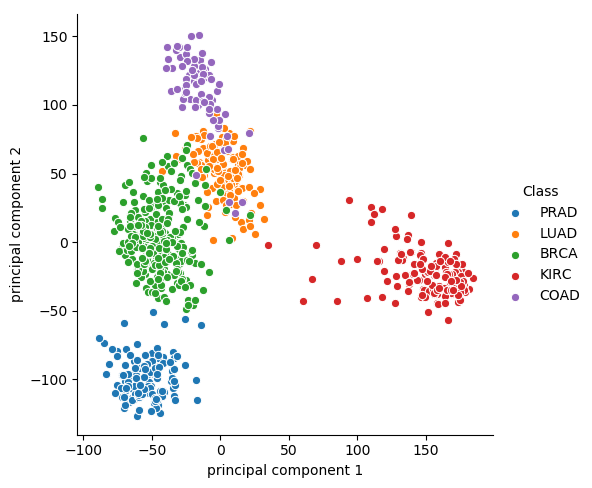 150
100
50
0
−50
−100
principal component 2
−100 −50 0 50 100 150
principal component 1
Class
PRAD
LUAD
BRCA
KIRC
COAD